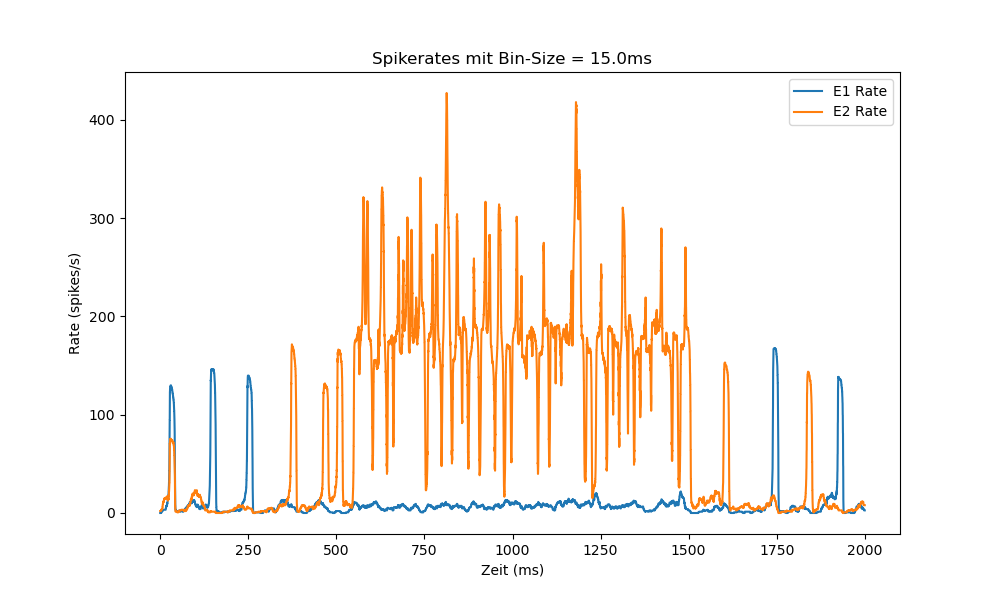 Spikerates mit Bin-Size = 15.0ms
E1 Rate
E2 Rate
Rate (spikes/s)
400
300
200
100
0
0 250 500 750 1000 1250 1500 1750 2000
Zeit (ms)